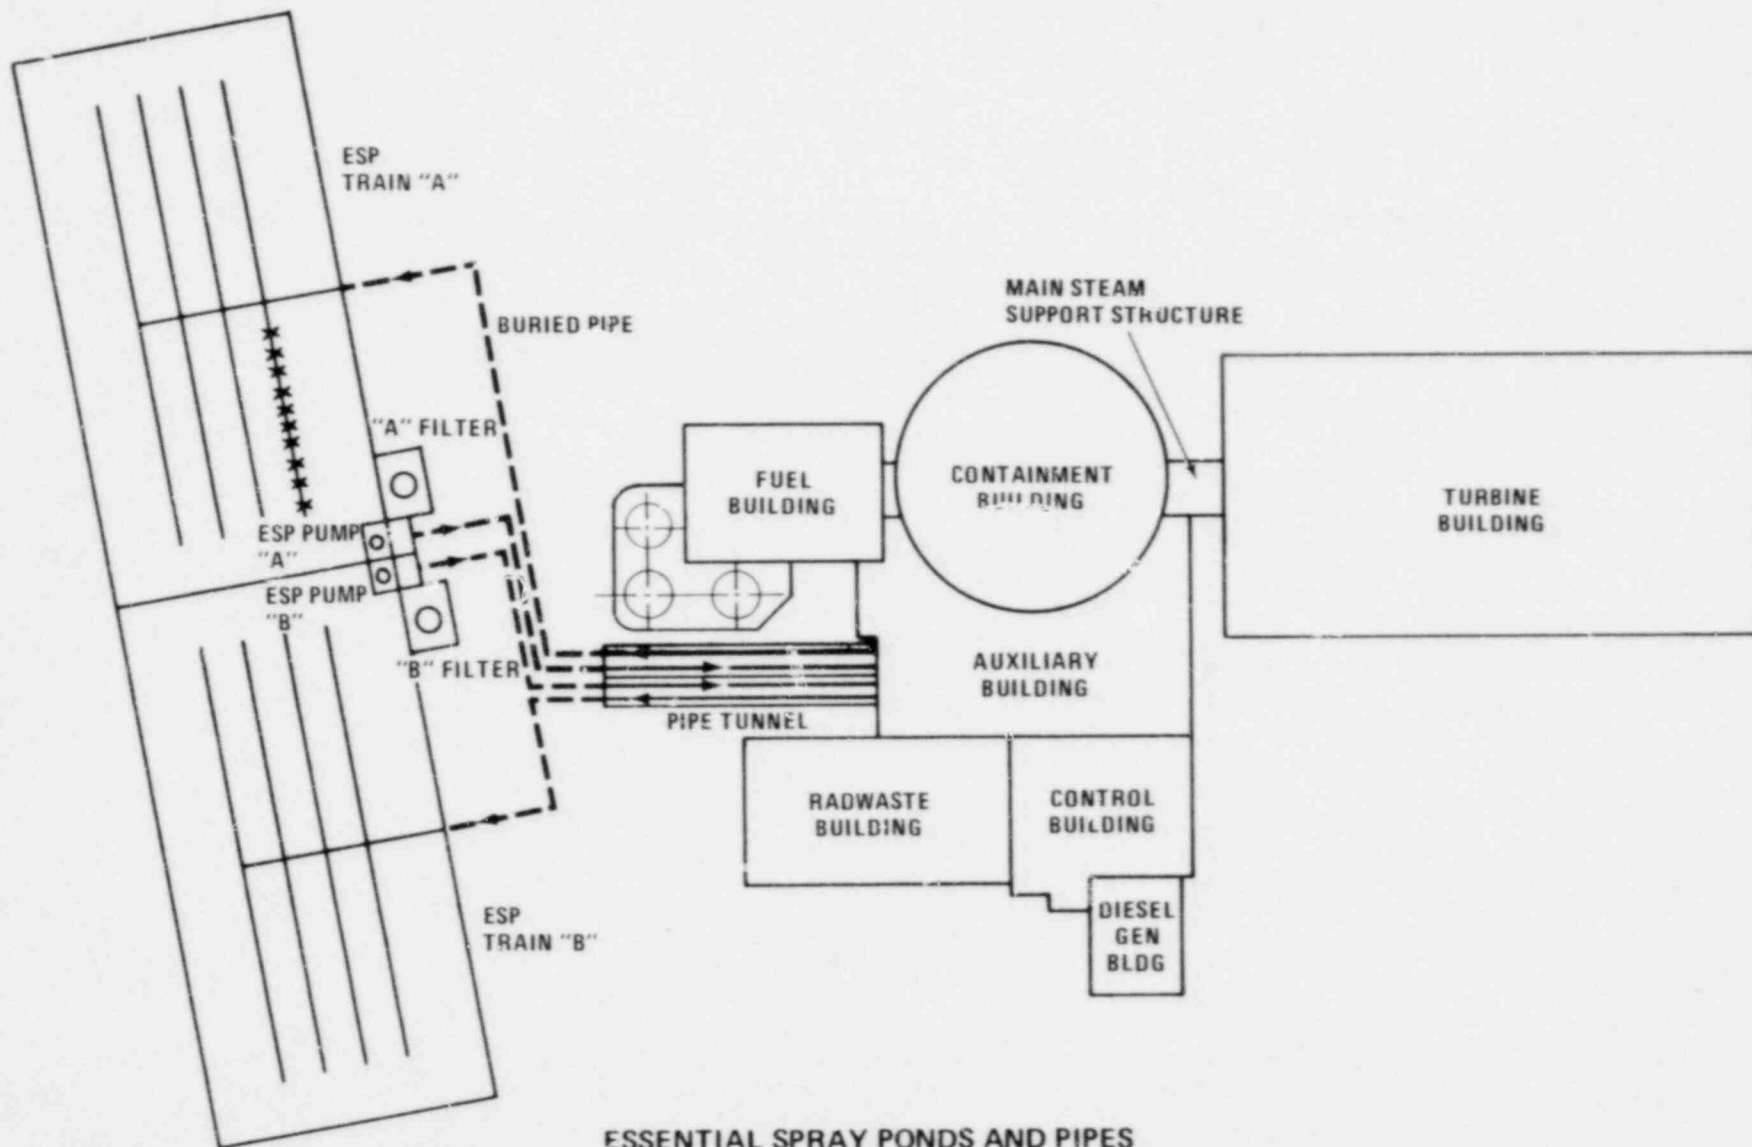 ESP
TRAIN "A"
BURIED PIPE
MAIN STEAM
SUPPORT STRUCTURE
"A" FILTER
FUEL
BUILDING
CONTAINMENT
BUILDING
TURBINE
BUILDING
ESP PUMP
"A"
ESP PUMP
"B"
"B" FILTER
AUXILIARY
BUILDING
PIPE TUNNEL
RADWASTE
BUILDING
CONTROL
BUILDING
ESP
TRAIN "B"
DIESEL
GEN
BLDG
ESSENTIAL SPRAY PONDS AND PIPES